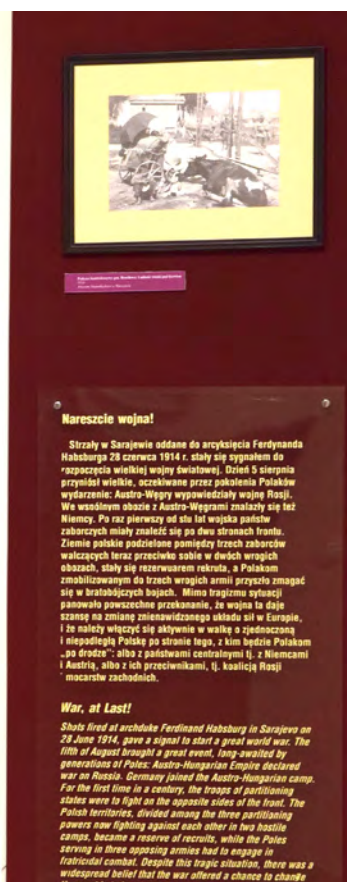 Nareszcie wojna!
Strzały w Sarajewie oddane do arcyksięcia Ferdynanda
Habsburga 28 czerwca 1914 r. stały się sygnałem do
rozpoczęcia wielkiej wojny światowej. Dzień 5 sierpnia
przyniósł wielkie, oczekiwane przez pokolenia Polaków
wydarzenie: Austro-Węgry wypowiedziały wojnę Rosji.
We wspólnym obozie z Austro-Węgrami znalazły się też
Niemcy. Po raz pierwszy od stu lat wojska państw
zaborczych miały znaleźć się po dwu stronach frontu.
Ziemie polskie podzielone pomiędzy trzech zaborców
walczących teraz przeciwko sobie w dwóch wrogich
obozach, stały się rezerwuarem rekruta, a Polakom
zmobilizowanym do trzech wrogich armii przyszło zmagać
się w bratobójczych bojach. Mimo tragizmu sytuacji
panowało powszechne przekonanie, że wojna ta daje
szansę na zmianę znienawidzonego układu sił w Europie,
i że należy włączyć się aktywnie w walkę o zjednoczoną
i niepodległą Polskę po stronie tego, z kim będzie Polakom
„po drodze”: albo z państwami centralnymi tj. z Niemcami
i Austrią, albo z ich przeciwnikami, tj. koalicją Rosji
mocarstw zachodnich.
War, at Last!
Shots fired at archduke Ferdinand Habsburg in Sarajevo on
28 June 1914, gave a signal to start a great world war. The
fifth of August brought a great event, long-awaited by
generations of Poles: Austro-Hungarian Empire declared
war on Russia. Germany joined the Austro-Hungarian camp.
For the first time in a century, the troops of partitioning
states were to fight on the opposite sides of the front. The
Polish territories, divided among the three partitioning
powers now fighting against each other in two hostile
camps, became a reserve of recruits, while the Poles
serving in three opposing armies had to engage in
fratricidal combat. Despite this tragic situation, there was a
widespread belief that the war offered a chance to change